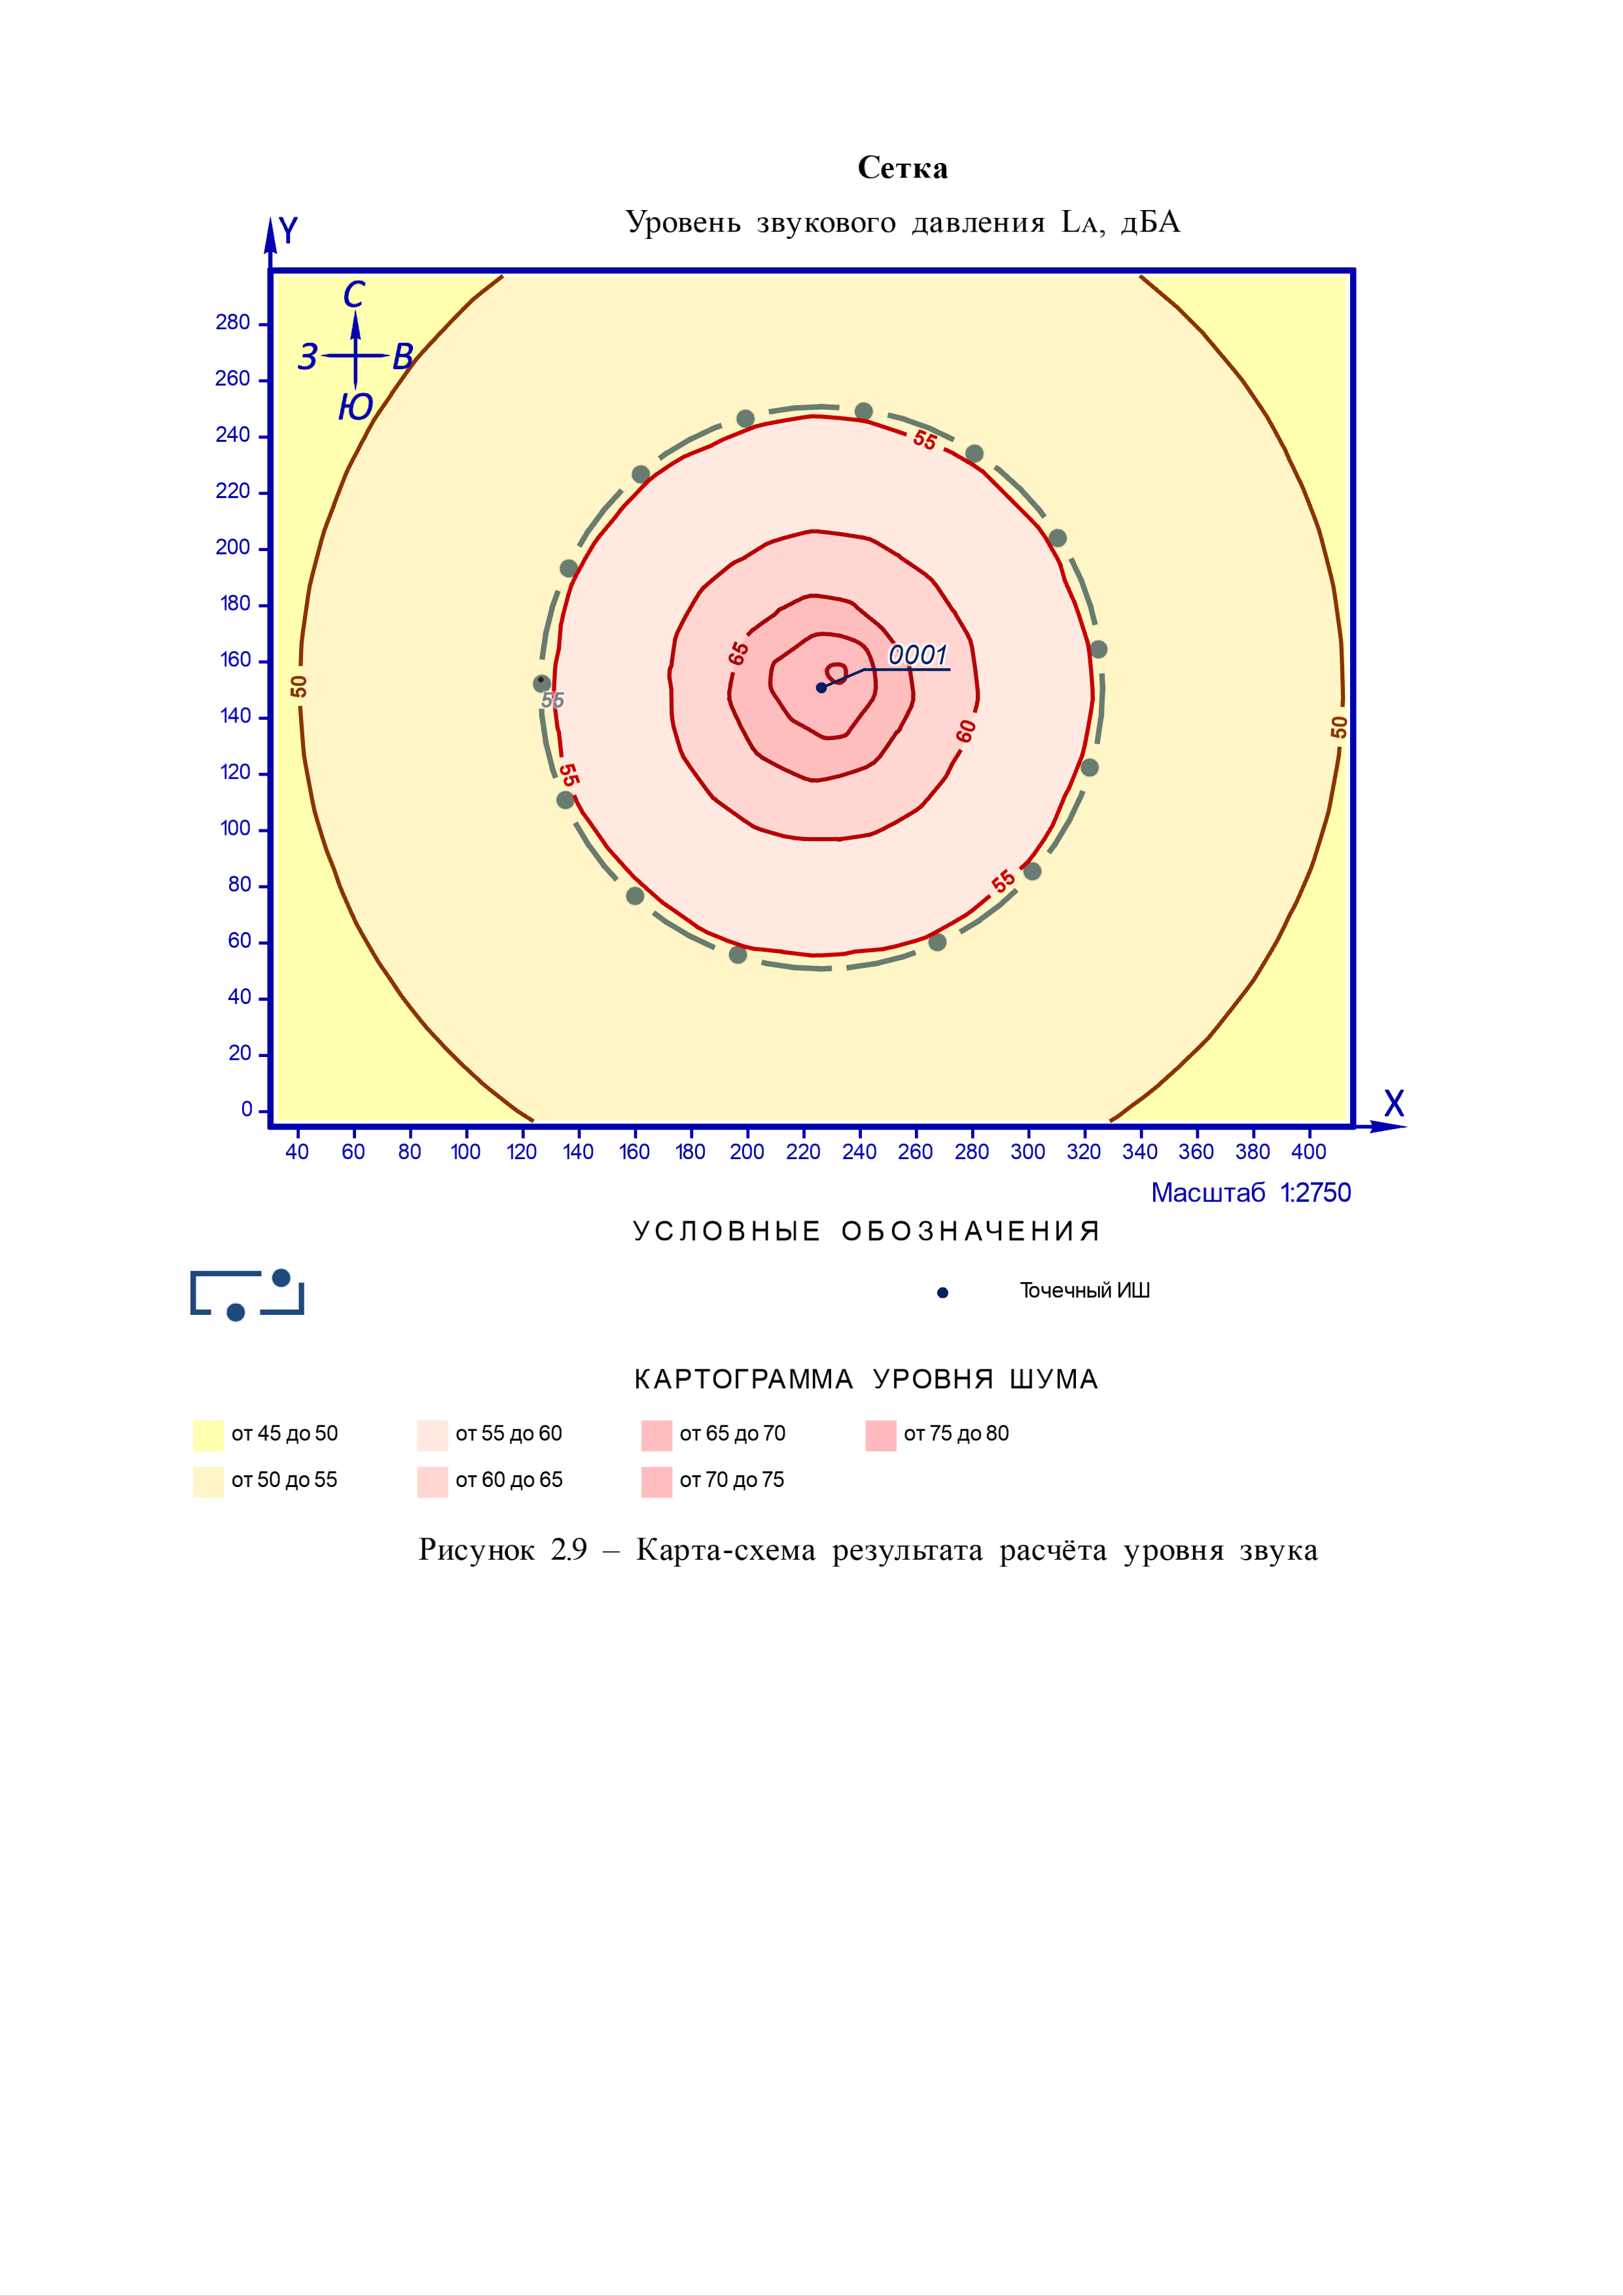 Сетка
Уровень звукового давления LА, дБА
Y
С
З В
Ю
280
260
240
220
200
180
160
140
120
100
80
60
40
20
0
55
65
0001
50
55
60
50
55
55
X
40 60 80 100 120 140 160 180 200 220 240 260 280 300 320 340 360 380 400
Масштаб 1:2750
УСЛОВНЫЕ ОБОЗНАЧЕНИЯ
Точечный ИШ
КАРТОГРАММА УРОВНЯ ШУМА
от 45 до 50 от 55 до 60 от 65 до 70 от 75 до 80
от 50 до 55 от 60 до 65 от 70 до 75
Рисунок 2.9 – Карта-схема результата расчёта уровня звука